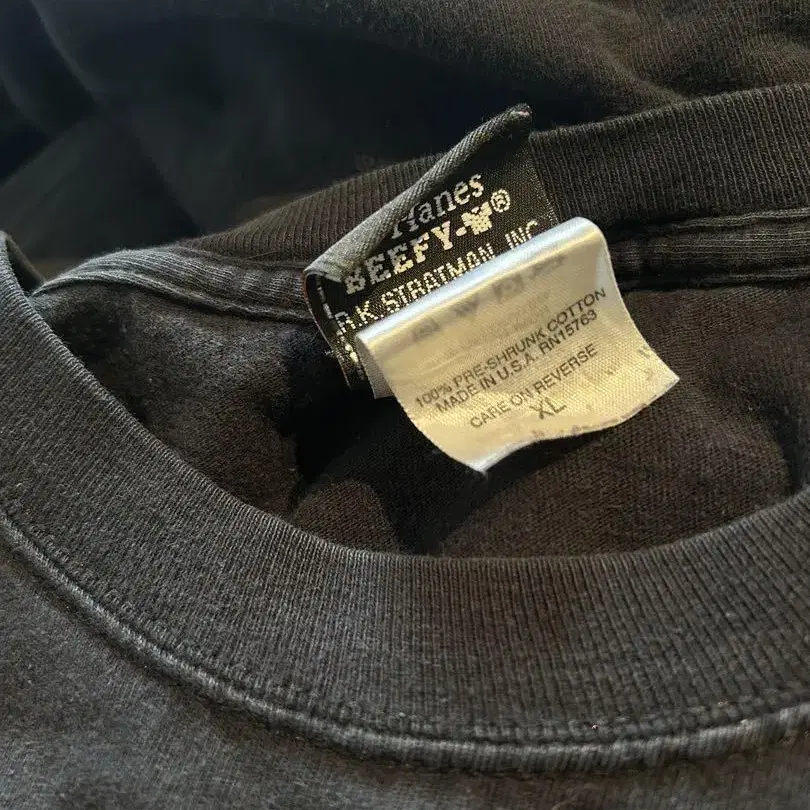 Hanes
BEEFY-T®
R.K. STRATMAN, INC.
100% PRE-SHRUNK COTTON
MADE IN U.S.A. RN15763
CARE ON REVERSE
XL